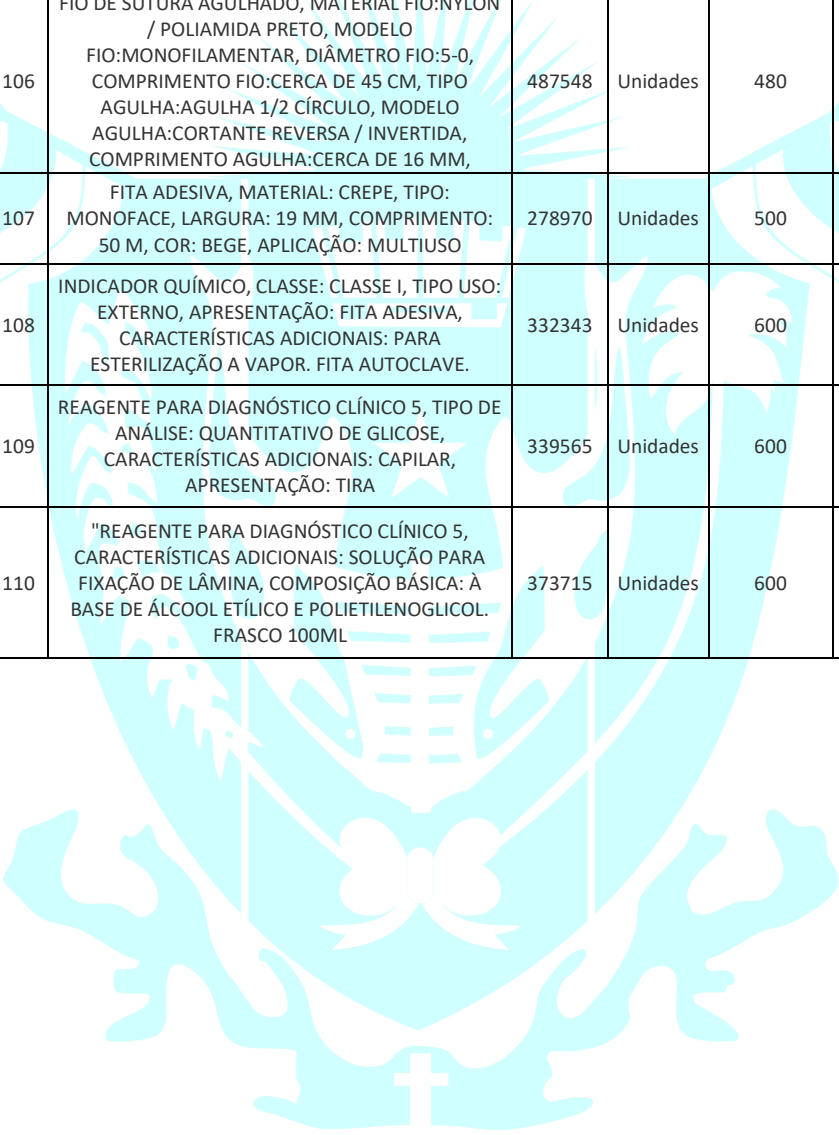 FIO DE SUTURA AGULHADO, MATERIAL FIO:NYLON
/ POLIAMIDA PRETO, MODELO
FIO:MONOFILAMENTAR, DIÂMETRO FIO:5-0,
106 COMPRIMENTO FIO:CERCA DE 45 CM, TIPO 487548 Unidades 480
AGULHA:AGULHA 1/2 CÍRCULO, MODELO
AGULHA:CORTANTE REVERSA / INVERTIDA,
COMPRIMENTO AGULHA:CERCA DE 16 MM,
FITA ADESIVA, MATERIAL: CREPE, TIPO:
107 MONOFACE, LARGURA: 19 MM, COMPRIMENTO: 278970 Unidades 500
50 M, COR: BEGE, APLICAÇÃO: MULTIUSO
INDICADOR QUÍMICO, CLASSE: CLASSE I, TIPO USO:
108 EXTERNO, APRESENTAÇÃO: FITA ADESIVA, 332343 Unidades 600
CARACTERÍSTICAS ADICIONAIS: PARA
ESTERILIZAÇÃO A VAPOR. FITA AUTOCLAVE.
REAGENTE PARA DIAGNÓSTICO CLÍNICO 5, TIPO DE
109 ANÁLISE: QUANTITATIVO DE GLICOSE, 339565 Unidades 600
CARACTERÍSTICAS ADICIONAIS: CAPILAR,
APRESENTAÇÃO: TIRA
"REAGENTE PARA DIAGNÓSTICO CLÍNICO 5,
CARACTERÍSTICAS ADICIONAIS: SOLUÇÃO PARA
110 FIXAÇÃO DE LÂMINA, COMPOSIÇÃO BÁSICA: À 373715 Unidades 600
BASE DE ÁLCOOL ETÍLICO E POLIETILENOGLICOL.
FRASCO 100ML